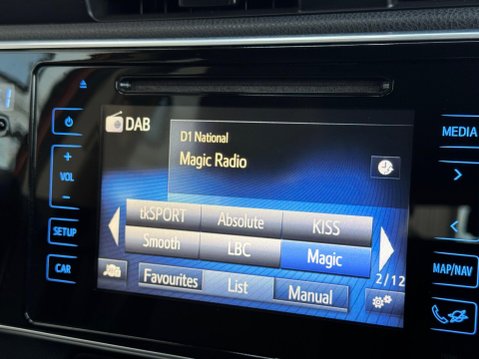 DAB
D1 National
Magic Radio
tkSPORT Absolute KISS
Smooth LBC Magic
2/12
Favourites List Manual
+
VOL
-
SETUP
CAR
MEDIA
>
<
MAP/NAV